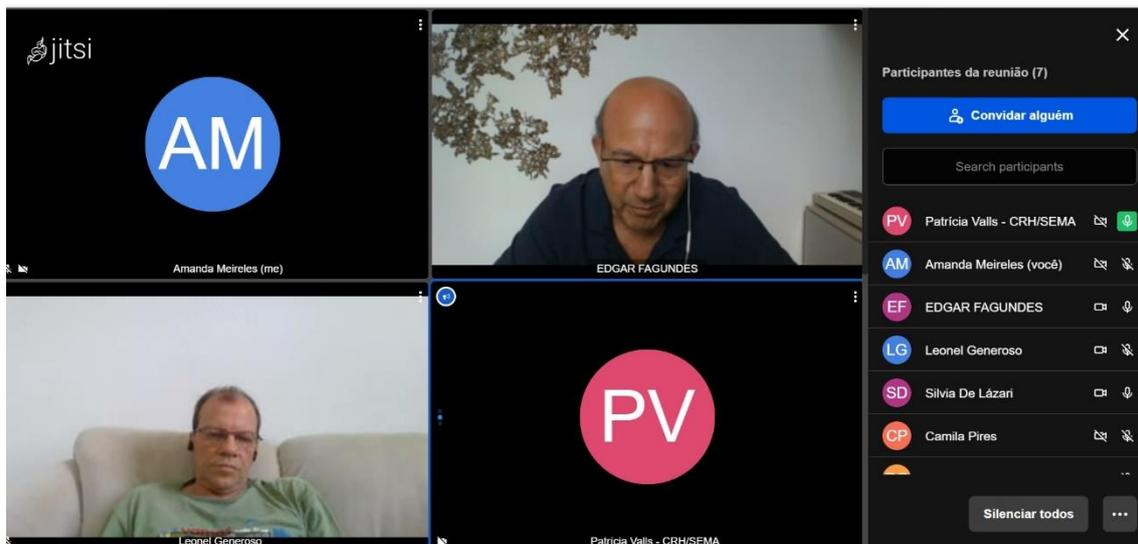 jitsi
AM
Amanda Meireles (me)
EDGAR FAGUNDES
Leonel Generoso
PV
Patrícia Valls - CRH/SEMA
Participantes da reunião (7)
Convidar alguém
Search participants
PV Patrícia Valls - CRH/SEMA
AM Amanda Meireles (você)
EF EDGAR FAGUNDES
LG Leonel Generoso
SD Silvia De Lázari
CP Camila Pires
Silenciar todos